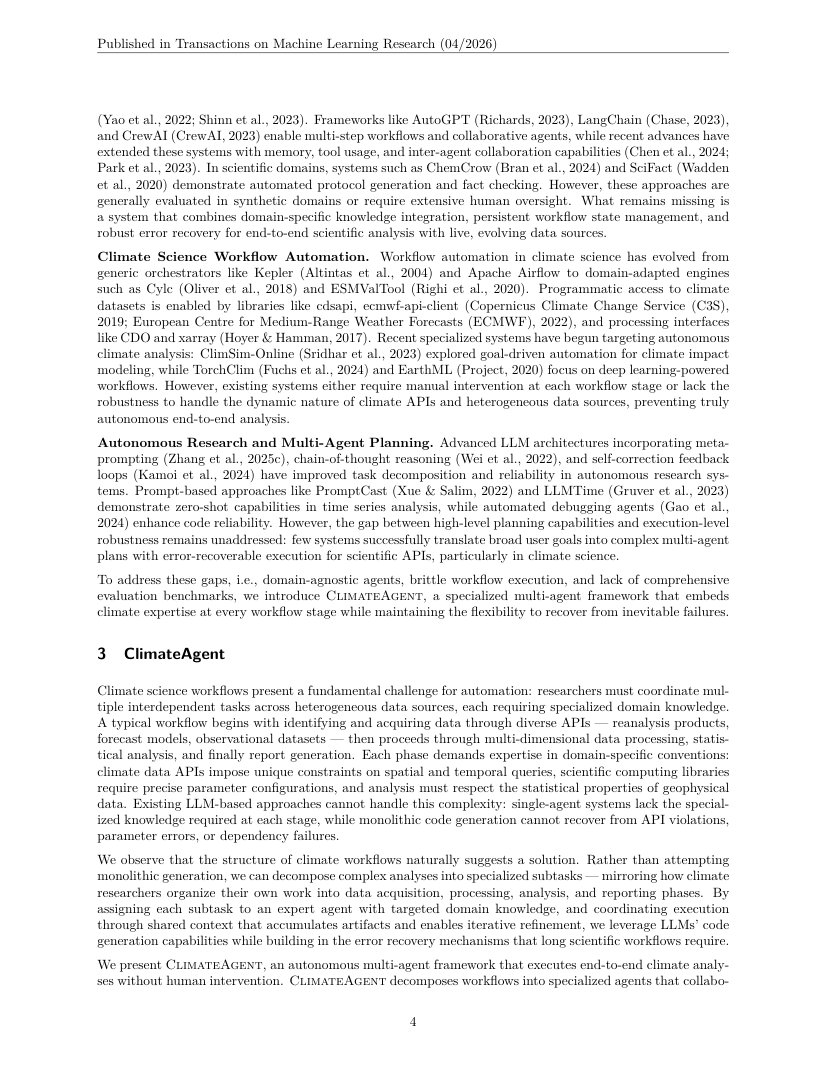 Published in Transactions on Machine Learning Research (04/2026)
(Yao et al., 2022; Shinn et al., 2023). Frameworks like AutoGPT (Richards, 2023), LangChain (Chase, 2023),
and CrewAI (CrewAI, 2023) enable multi-step workflows and collaborative agents, while recent advances have
extended these systems with memory, tool usage, and inter-agent collaboration capabilities (Chen et al., 2024;
Park et al., 2023). In scientific domains, systems such as ChemCrow (Bran et al., 2024) and SciFact (Wadden
et al., 2020) demonstrate automated protocol generation and fact checking. However, these approaches are
generally evaluated in synthetic domains or require extensive human oversight. What remains missing is
a system that combines domain-specific knowledge integration, persistent workflow state management, and
robust error recovery for end-to-end scientific analysis with live, evolving data sources.
Climate Science Workflow Automation. Workflow automation in climate science has evolved from
generic orchestrators like Kepler (Altintas et al., 2004) and Apache Airflow to domain-adapted engines
such as Cylc (Oliver et al., 2018) and ESMValTool (Righi et al., 2020). Programmatic access to climate
datasets is enabled by libraries like cdsapi, ecmwf-api-client (Copernicus Climate Change Service (C3S),
2019; European Centre for Medium-Range Weather Forecasts (ECMWF), 2022), and processing interfaces
like CDO and xarray (Hoyer & Hamman, 2017). Recent specialized systems have begun targeting autonomous
climate analysis: ClimSim-Online (Sridhar et al., 2023) explored goal-driven automation for climate impact
modeling, while TorchClim (Fuchs et al., 2024) and EarthML (Project, 2020) focus on deep learning-powered
workflows. However, existing systems either require manual intervention at each workflow stage or lack the
robustness to handle the dynamic nature of climate APIs and heterogeneous data sources, preventing truly
autonomous end-to-end analysis.
Autonomous Research and Multi-Agent Planning. Advanced LLM architectures incorporating meta-
prompting (Zhang et al., 2025c), chain-of-thought reasoning (Wei et al., 2022), and self-correction feedback
loops (Kamoi et al., 2024) have improved task decomposition and reliability in autonomous research sys-
tems. Prompt-based approaches like PromptCast (Xue & Salim, 2022) and LLMTime (Gruver et al., 2023)
demonstrate zero-shot capabilities in time series analysis, while automated debugging agents (Gao et al.,
2024) enhance code reliability. However, the gap between high-level planning capabilities and execution-level
robustness remains unaddressed: few systems successfully translate broad user goals into complex multi-agent
plans with error-recoverable execution for scientific APIs, particularly in climate science.
To address these gaps, i.e., domain-agnostic agents, brittle workflow execution, and lack of comprehensive
evaluation benchmarks, we introduce CLIMATEAGENT, a specialized multi-agent framework that embeds
climate expertise at every workflow stage while maintaining the flexibility to recover from inevitable failures.
3 ClimateAgent
Climate science workflows present a fundamental challenge for automation: researchers must coordinate mul-
tiple interdependent tasks across heterogeneous data sources, each requiring specialized domain knowledge.
A typical workflow begins with identifying and acquiring data through diverse APIs — reanalysis products,
forecast models, observational datasets — then proceeds through multi-dimensional data processing, statis-
tical analysis, and finally report generation. Each phase demands expertise in domain-specific conventions:
climate data APIs impose unique constraints on spatial and temporal queries, scientific computing libraries
require precise parameter configurations, and analysis must respect the statistical properties of geophysical
data. Existing LLM-based approaches cannot handle this complexity: single-agent systems lack the special-
ized knowledge required at each stage, while monolithic code generation cannot recover from API violations,
parameter errors, or dependency failures.
We observe that the structure of climate workflows naturally suggests a solution. Rather than attempting
monolithic generation, we can decompose complex analyses into specialized subtasks — mirroring how climate
researchers organize their own work into data acquisition, processing, analysis, and reporting phases. By
assigning each subtask to an expert agent with targeted domain knowledge, and coordinating execution
through shared context that accumulates artifacts and enables iterative refinement, we leverage LLMs' code
generation capabilities while building in the error recovery mechanisms that long scientific workflows require.
We present CLIMATEAGENT, an autonomous multi-agent framework that executes end-to-end climate analy-
ses without human intervention. CLIMATEAGENT decomposes workflows into specialized agents that collabo-
4